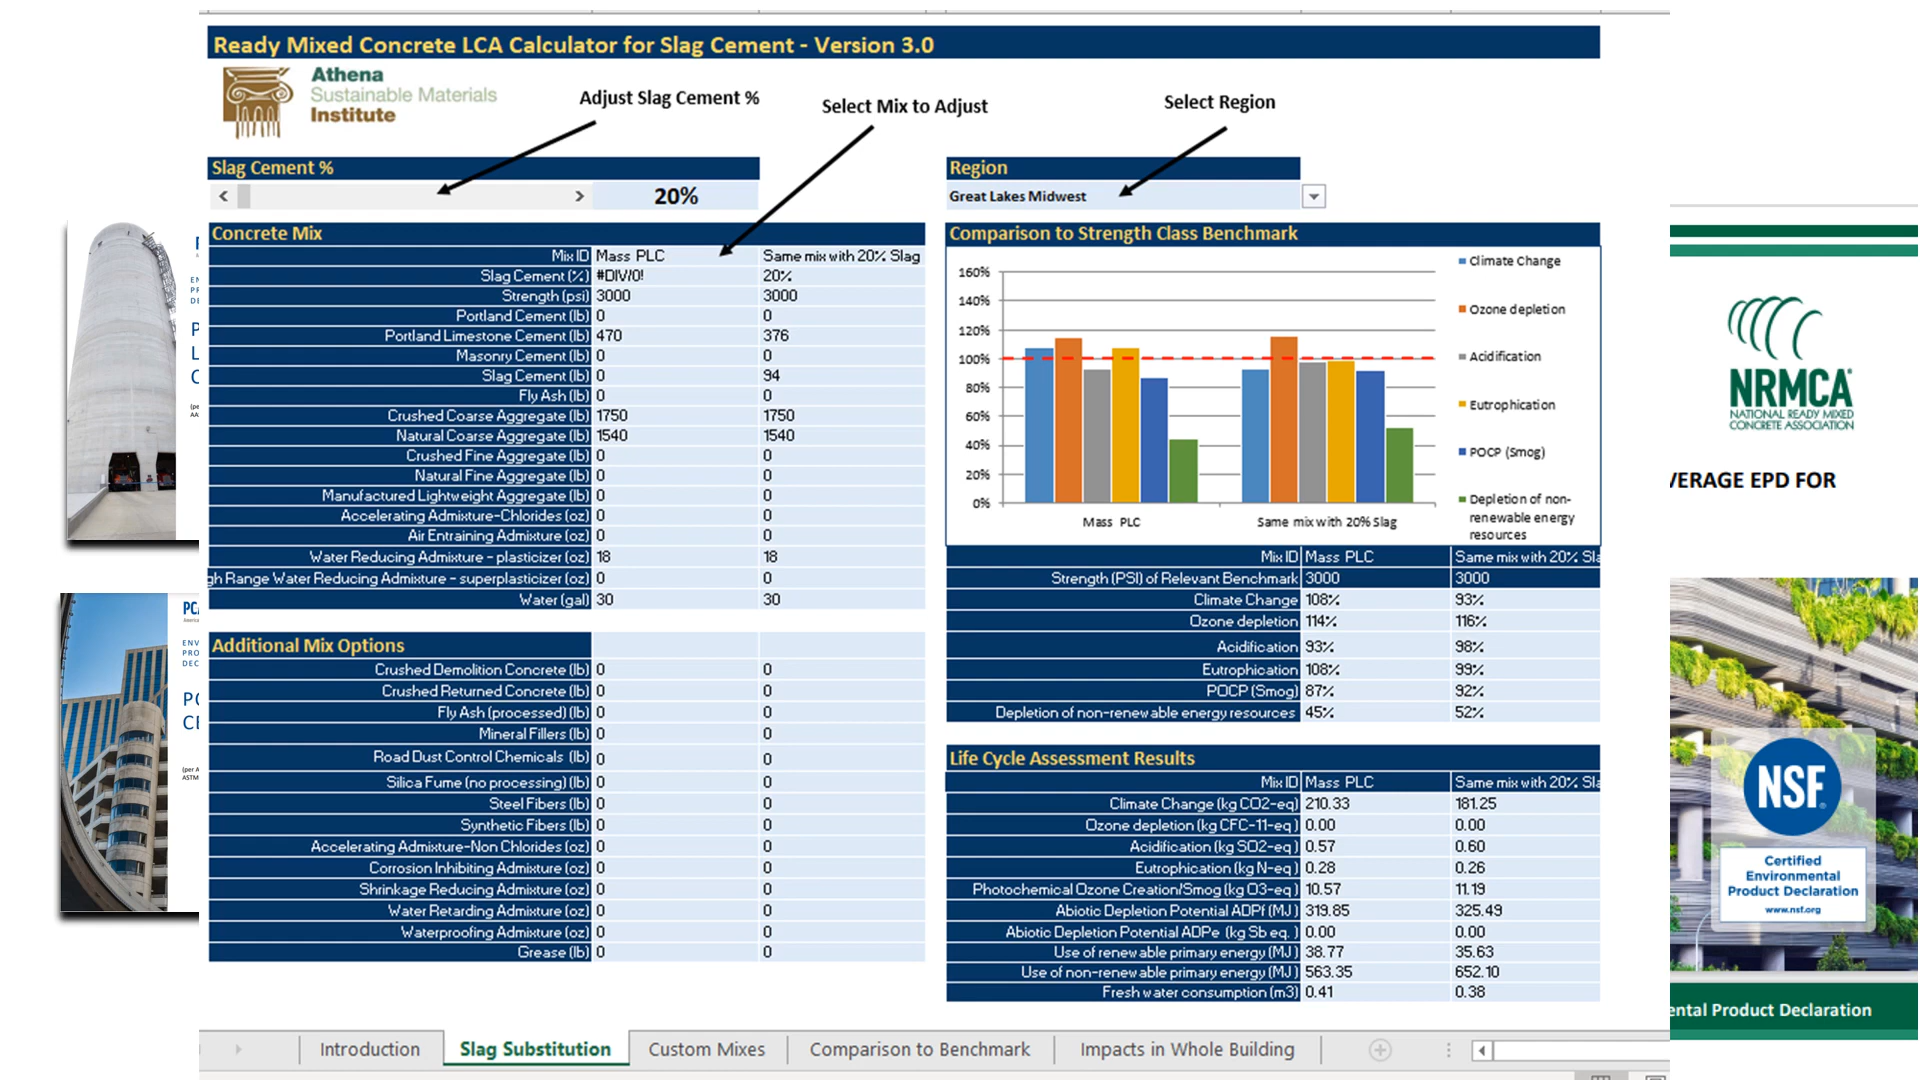 Ready Mixed Concrete LCA Calculator for Slag Cement - Version 3.0
Athena
Sustainable Materials
Institute
Adjust Slag Cement %
Select Mix to Adjust
Select Region
Slag Cement %
20%
Region
Great Lakes Midwest
Concrete Mix
Mix ID Mass PLC Same mix with 20% Slag
Slag Cement (%) #DIV/0! 20%
Strength (psi) 3000 3000
Portland Cement (lb) 0 0
Portland Limestone Cement (lb) 470 376
Masonry Cement (lb) 0 0
Slag Cement (lb) 0 94
Fly Ash (lb) 0 0
Crushed Coarse Aggregate (lb) 1750 1750
Natural Coarse Aggregate (lb) 1540 1540
Crushed Fine Aggregate (lb) 0 0
Natural Fine Aggregate (lb) 0 0
Manufactured Lightweight Aggregate (lb) 0 0
Accelerating Admixture-Chlorides (oz) 0 0
Air Entraining Admixture (oz) 0 0
Water Reducing Admixture - plasticizer (oz) 18 18
gh Range Water Reducing Admixture - superplasticizer (oz) 0 0
Water (gal) 30 30
Additional Mix Options
Crushed Demolition Concrete (lb) 0 0
Crushed Returned Concrete (lb) 0 0
Fly Ash (processed) (lb) 0 0
Mineral Fillers (lb) 0 0
Road Dust Control Chemicals (lb) 0 0
Silica Fume (no processing) (lb) 0 0
Steel Fibers (lb) 0 0
Synthetic Fibers (lb) 0 0
Accelerating Admixture-Non Chlorides (oz) 0 0
Corrosion Inhibiting Admixture (oz) 0 0
Shrinkage Reducing Admixture (oz) 0 0
Water Retarding Admixture (oz) 0 0
Waterproofing Admixture (oz) 0 0
Grease (lb) 0 0
Comparison to Strength Class Benchmark
160%
140%
120%
100%
80%
60%
40%
20%
0%
Mass PLC Same mix with 20% Slag
Climate Change
Ozone depletion
Acidification
Eutrophication
POCP (Smog)
Depletion of non-
renewable energy
resources
Mix ID Mass PLC Same mix with 20% Sla
Strength (PSI) of Relevant Benchmark 3000 3000
Climate Change 108% 93%
Ozone depletion 114% 116%
Acidification 93% 98%
Eutrophication 108% 99%
POCP (Smog) 87% 92%
Depletion of non-renewable energy resources 45% 52%
Life Cycle Assessment Results
Mix ID Mass PLC Same mix with 20% Sla
Climate Change (kg CO2-eq) 210.33 181.25
Ozone depletion (kg CFC-11-eq) 0.00 0.00
Acidification (kg SO2-eq) 0.57 0.60
Eutrophication (kg N-eq) 0.28 0.26
Photochemical Ozone Creation/Smog (kg O3-eq) 10.57 11.19
Abiotic Depletion Potential ADPf (MJ) 319.85 325.49
Abiotic Depletion Potential ADPe (kg Sb eq.) 0.00 0.00
Use of renewable primary energy (MJ) 38.77 35.63
Use of non-renewable primary energy (MJ) 563.35 652.10
Fresh water consumption (m3) 0.41 0.38
Introduction Slag Substitution Custom Mixes Comparison to Benchmark Impacts in Whole Building
NRMCA
NATIONAL READY MIXED
CONCRETE ASSOCIATION
VERAGE EPD FOR
NSF
Certified
Environmental
Product Declaration
www.nsf.org
ental Product Declaration